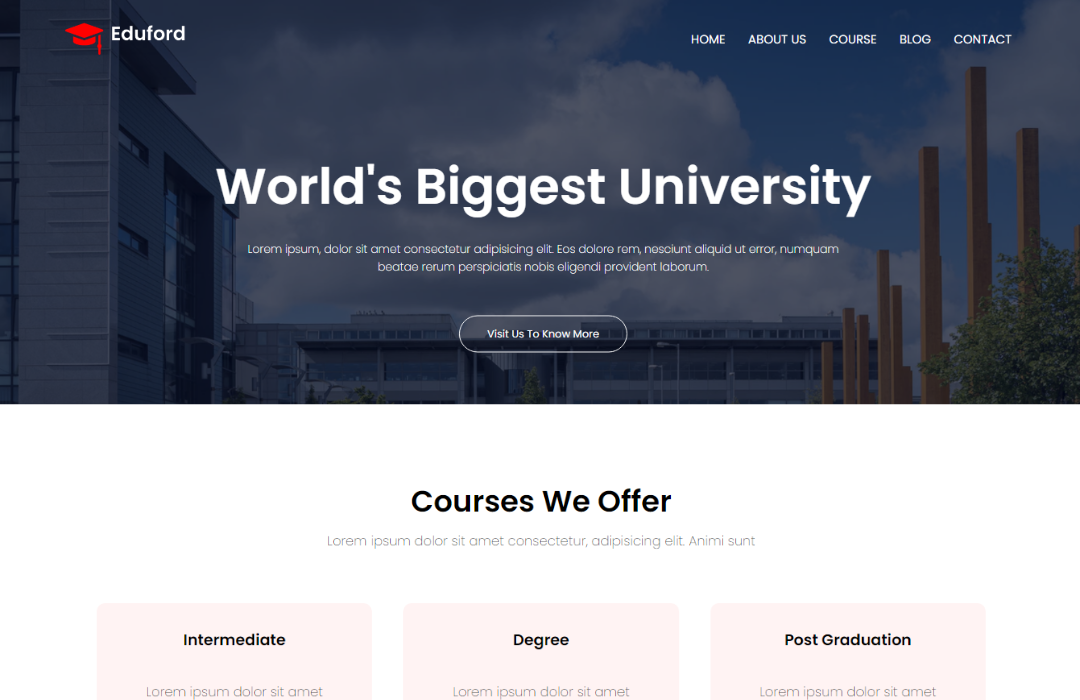 Eduford
HOME ABOUT US COURSE BLOG CONTACT
World's Biggest University
Lorem ipsum, dolor sit amet consectetur adipisicing elit. Eos dolore rem, nesciunt aliquid ut error, numquam
beatae rerum perspiciatis nobis eligendi provident laborum.
Visit Us To Know More
Courses We Offer
Lorem ipsum dolor sit amet consectetur, adipisicing elit. Animi sunt
Intermediate
Degree
Post Graduation
Lorem ipsum dolor sit amet
Lorem ipsum dolor sit amet
Lorem ipsum dolor sit amet